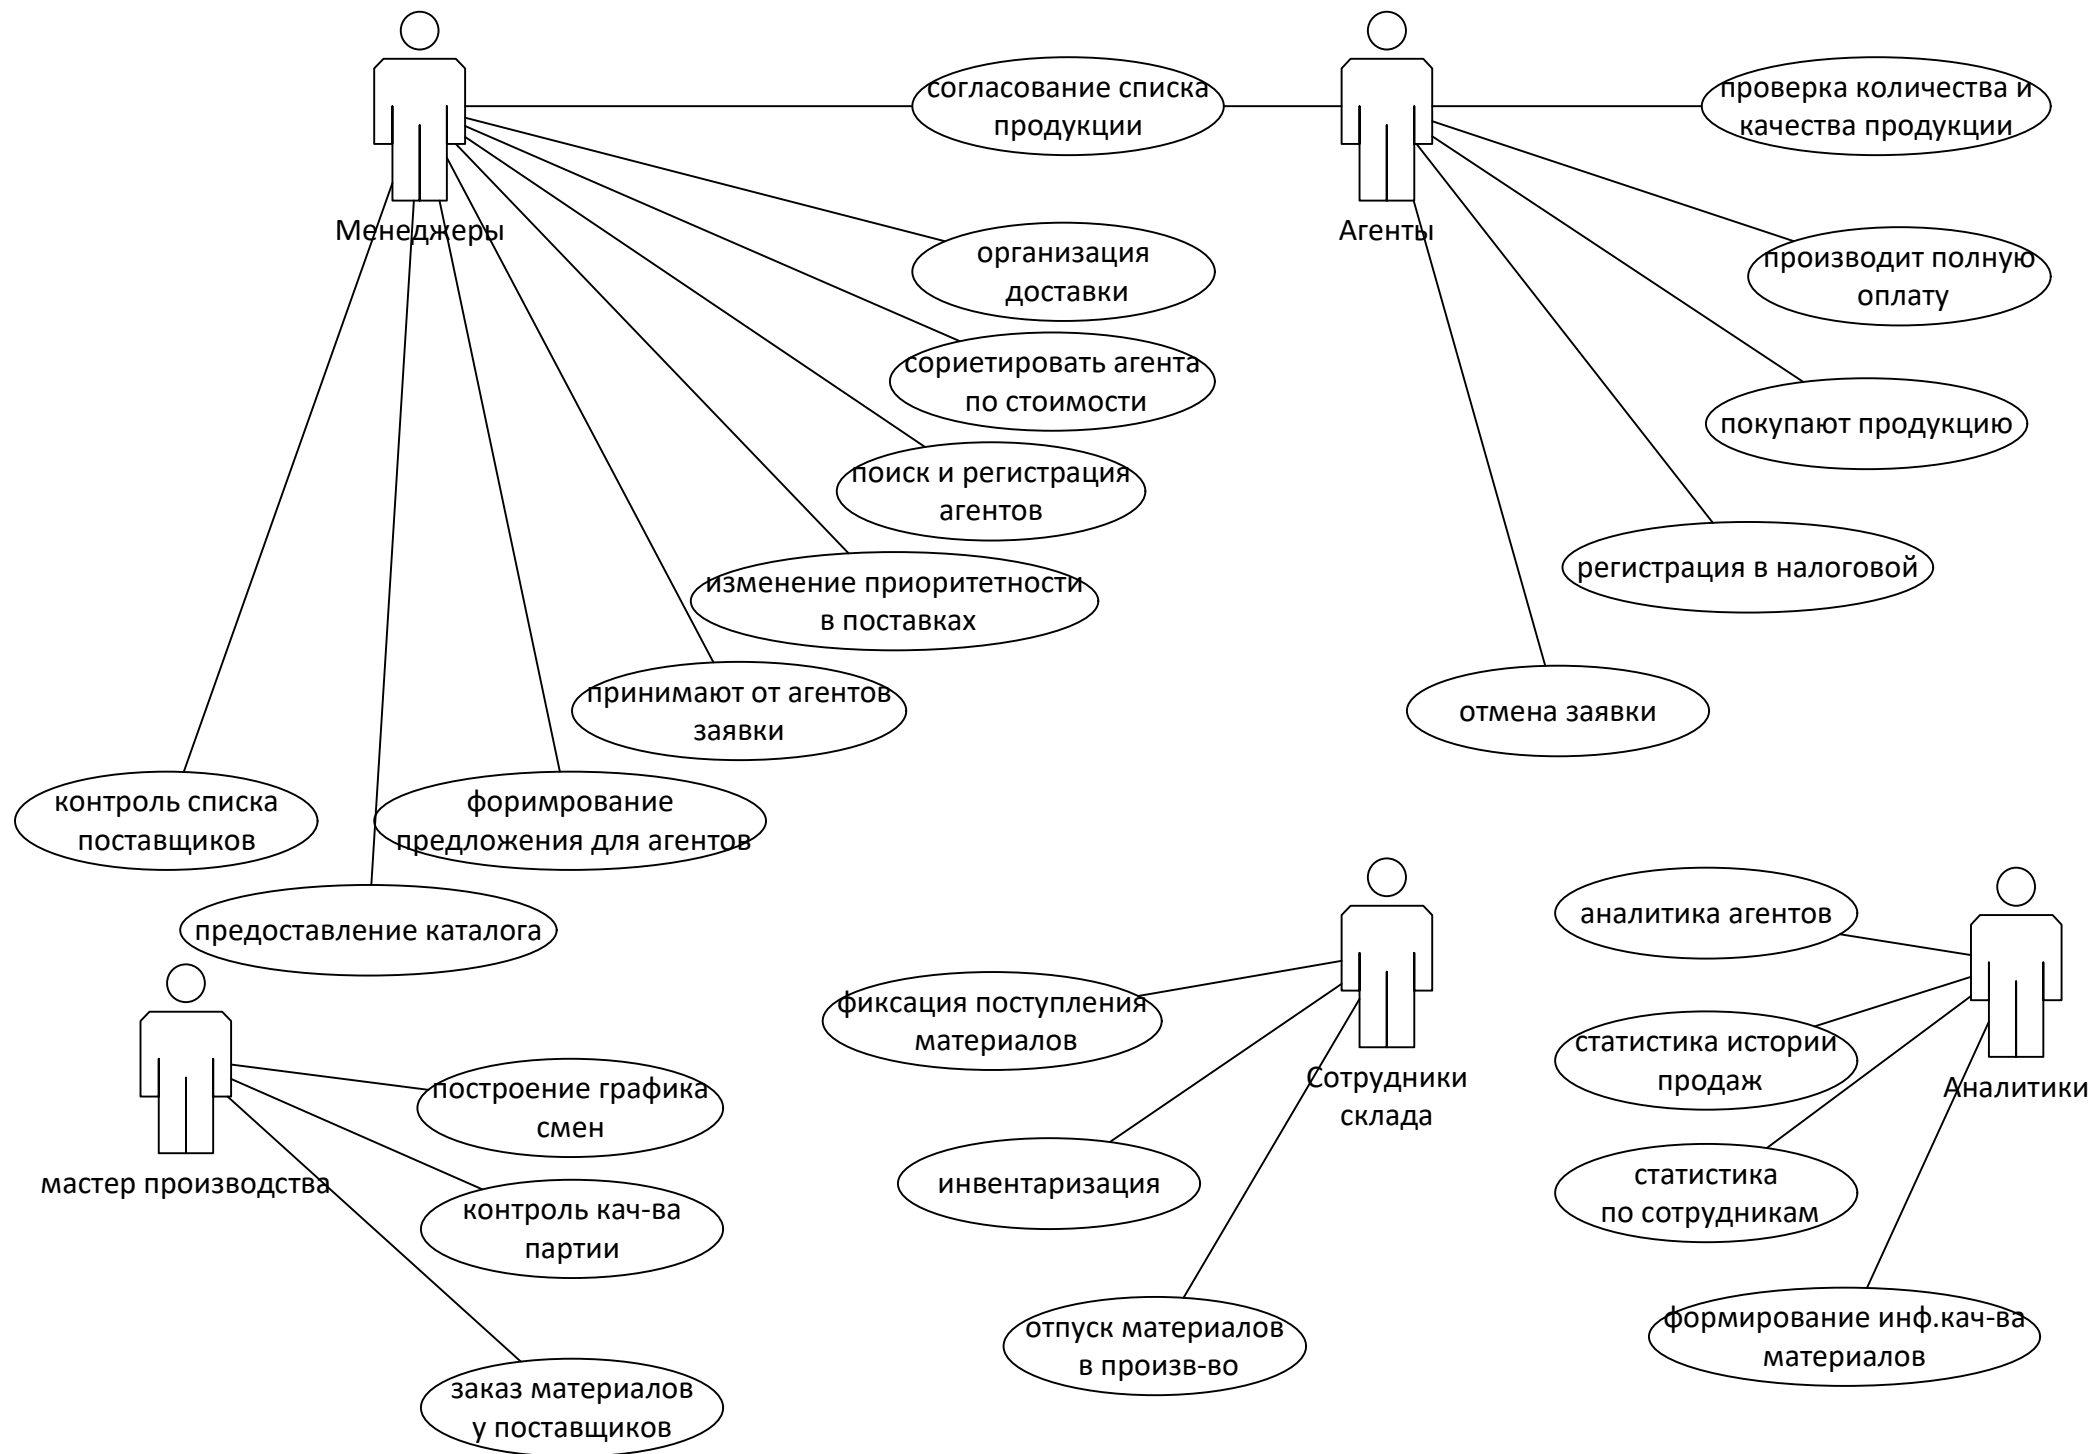 согласование списка
продукции
проверка количества и
качества продукции
Менеджеры
Агенты
организация
доставки
производит полную
оплату
сориетировать агента
по стоимости
покупают продукцию
поиск и регистрация
агентов
регистрация в налоговой
изменение приоритетности
в поставках
принимают от агентов
заявки
отмена заявки
контроль списка
поставщиков
форимрование
предложения для агентов
предоставление каталога
аналитика агентов
фиксация поступления
материалов
статистика истории
продаж
Сотрудники
склада
Аналитики
построение графика
смен
мастер производства
инвентаризация
статистика
по сотрудникам
контроль кач-ва
партии
отпуск материалов
в произв-во
формирование инф.кач-ва
материалов
заказ материалов
у поставщиков